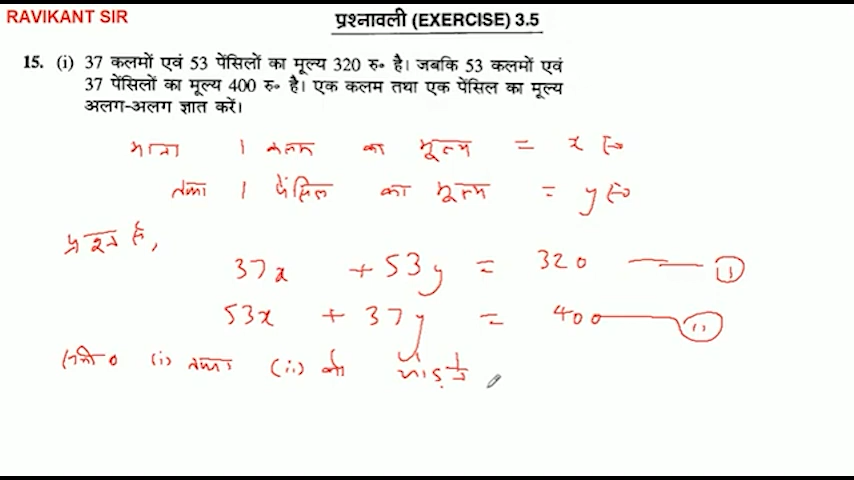 RAVIKANT SIR
प्रश्नावली (EXERCISE) 3.5
15. (i) 37 कलमों एवं 53 पेंसिलों का मूल्य 320 रु॰ है। जबकि 53 कलमों एवं
37 पेंसिलों का मूल्य 400 रु॰ है। एक कलम तथा एक पेंसिल का मूल्य
अलग-अलग ज्ञात करें।
माना 1 कलम का मूल्य = x रु०
तथा 1 पेंसिल का मूल्य = y रु०
प्रश्न से,
37x + 53y = 320 —— (i)
53x + 37y = 400 —— (ii)
समी० (i) तथा (ii) को जोड़ने